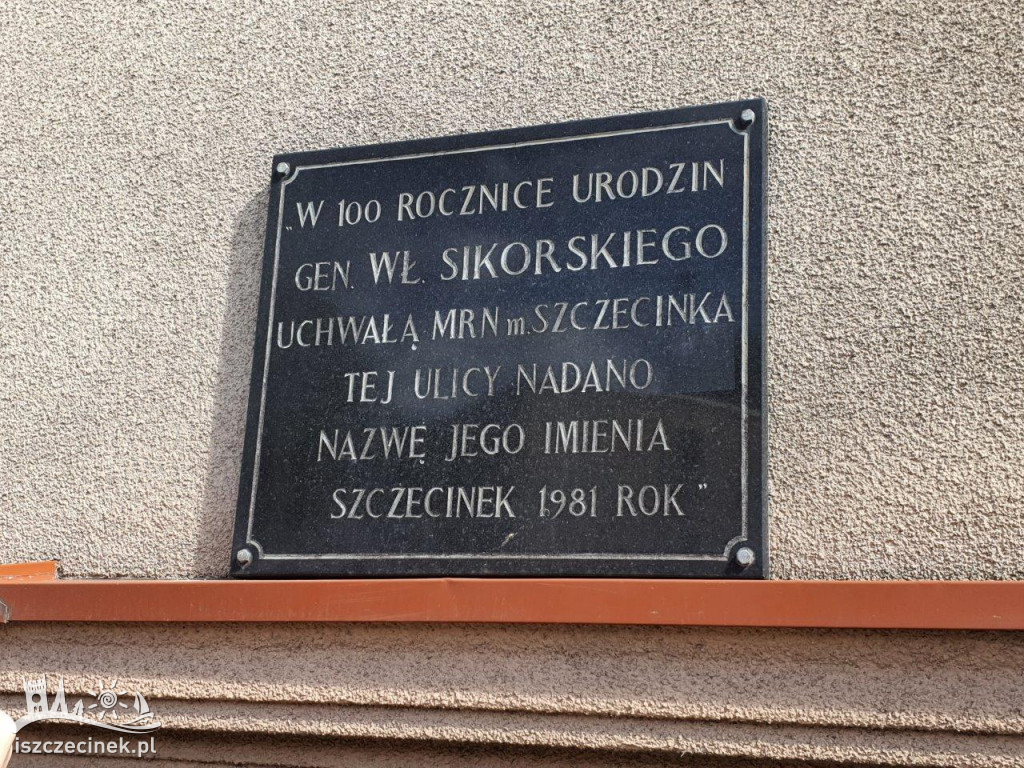 „W 100 ROCZNICE URODZIN
GEN. WŁ. SIKORSKIEGO
UCHWAŁĄ MRN m. SZCZECINKA
TEJ ULICY NADANO
NAZWĘ JEGO IMIENIA
SZCZECINEK 1981 ROK”
iszczecinek.pl